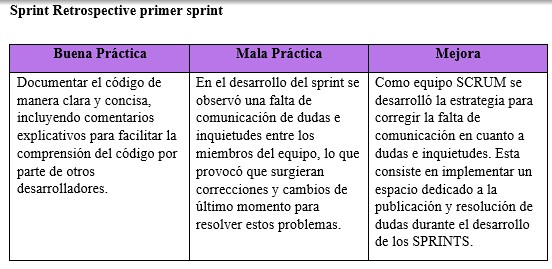 Sprint Retrospective primer sprint
Buena Práctica
Mala Práctica
Mejora
Documentar el código de
manera clara y concisa,
incluyendo comentarios
explicativos para facilitar la
comprensión del código por
parte de otros
desarrolladores.
En el desarrollo del sprint se
observó una falta de
comunicación de dudas e
inquietudes entre los
miembros del equipo, lo que
provocó que surgieran
correcciones y cambios de
último momento para
resolver estos problemas.
Como equipo SCRUM se
desarrolló la estrategia para
corregir la falta de
comunicación en cuanto a
dudas e inquietudes. Esta
consiste en implementar un
espacio dedicado a la
publicación y resolución de
dudas durante el desarrollo
de los SPRINTS.